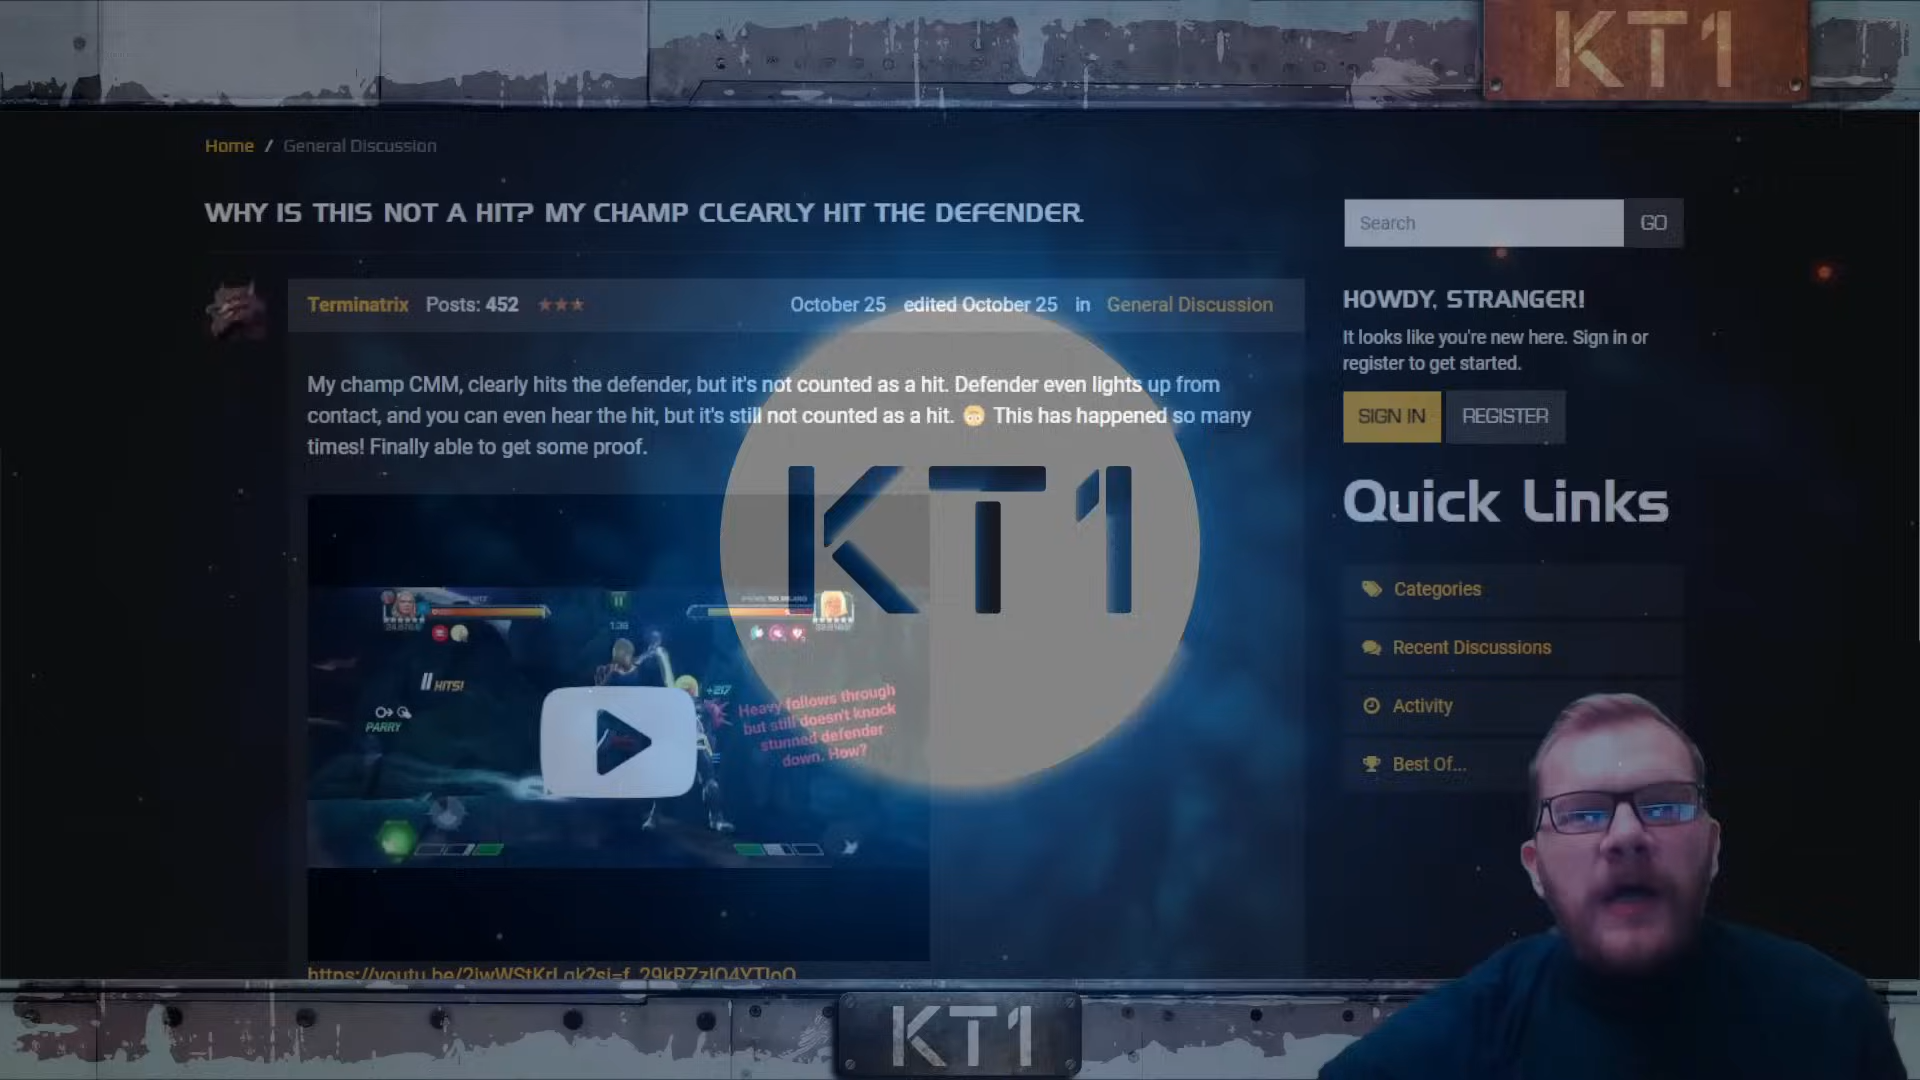 KT1
Home / General Discussion
WHY IS THIS NOT A HIT? MY CHAMP CLEARLY HIT THE DEFENDER
Search
GO
Terminatrix Posts: 452
October 25 edited October 25 in General Discussion
HOWDY, STRANGER!
It looks like you're new here. Sign in or
register to get started.
SIGN IN
REGISTER
My champ CMM, clearly hits the defender, but it's not counted as a hit. Defender even lights up from
contact, and you can even hear the hit, but it's still not counted as a hit. 😳 This has happened so many
times! Finally able to get some proof.
KT1
Quick Links
Categories
Recent Discussions
Activity
Best Of...
1:38
11 HITS!
PARRY
+217
Heavy follows through
but still doesn't knock
stunned defender
down. How?
KT1